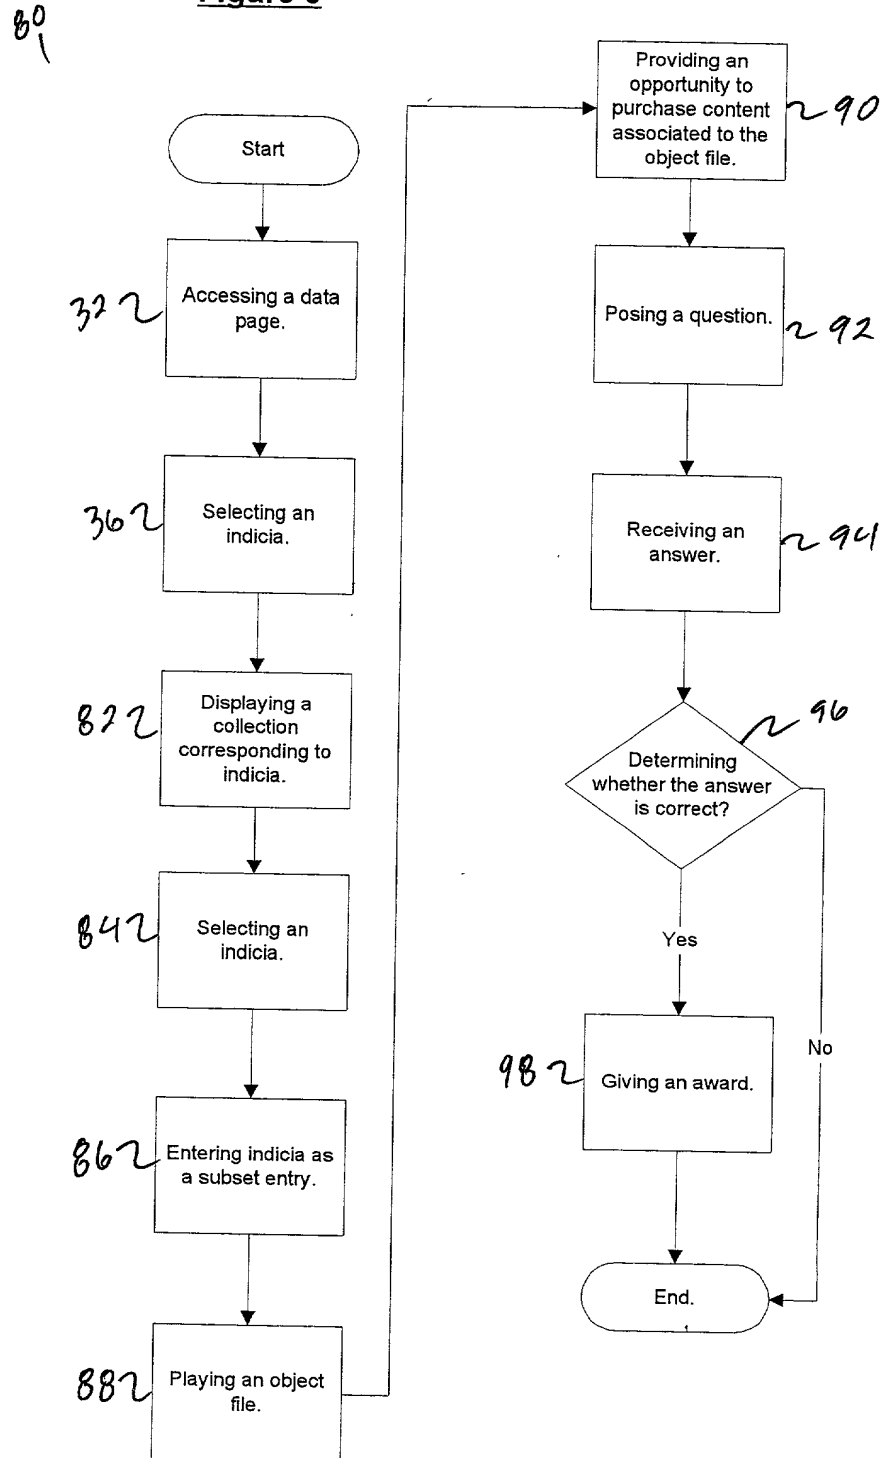 80
Start
32
Accessing a data
page.
36
Selecting an
indicia.
82
Displaying a
collection
corresponding to
indicia.
84
Selecting an
indicia.
86
Entering indicia as
a subset entry.
88
Playing an object
file.
Providing an
opportunity to
purchase content
associated to the
object file.
90
Posing a question.
92
Receiving an
answer.
94
96
Determining
whether the answer
is correct?
Yes
No
98
Giving an award.
End.